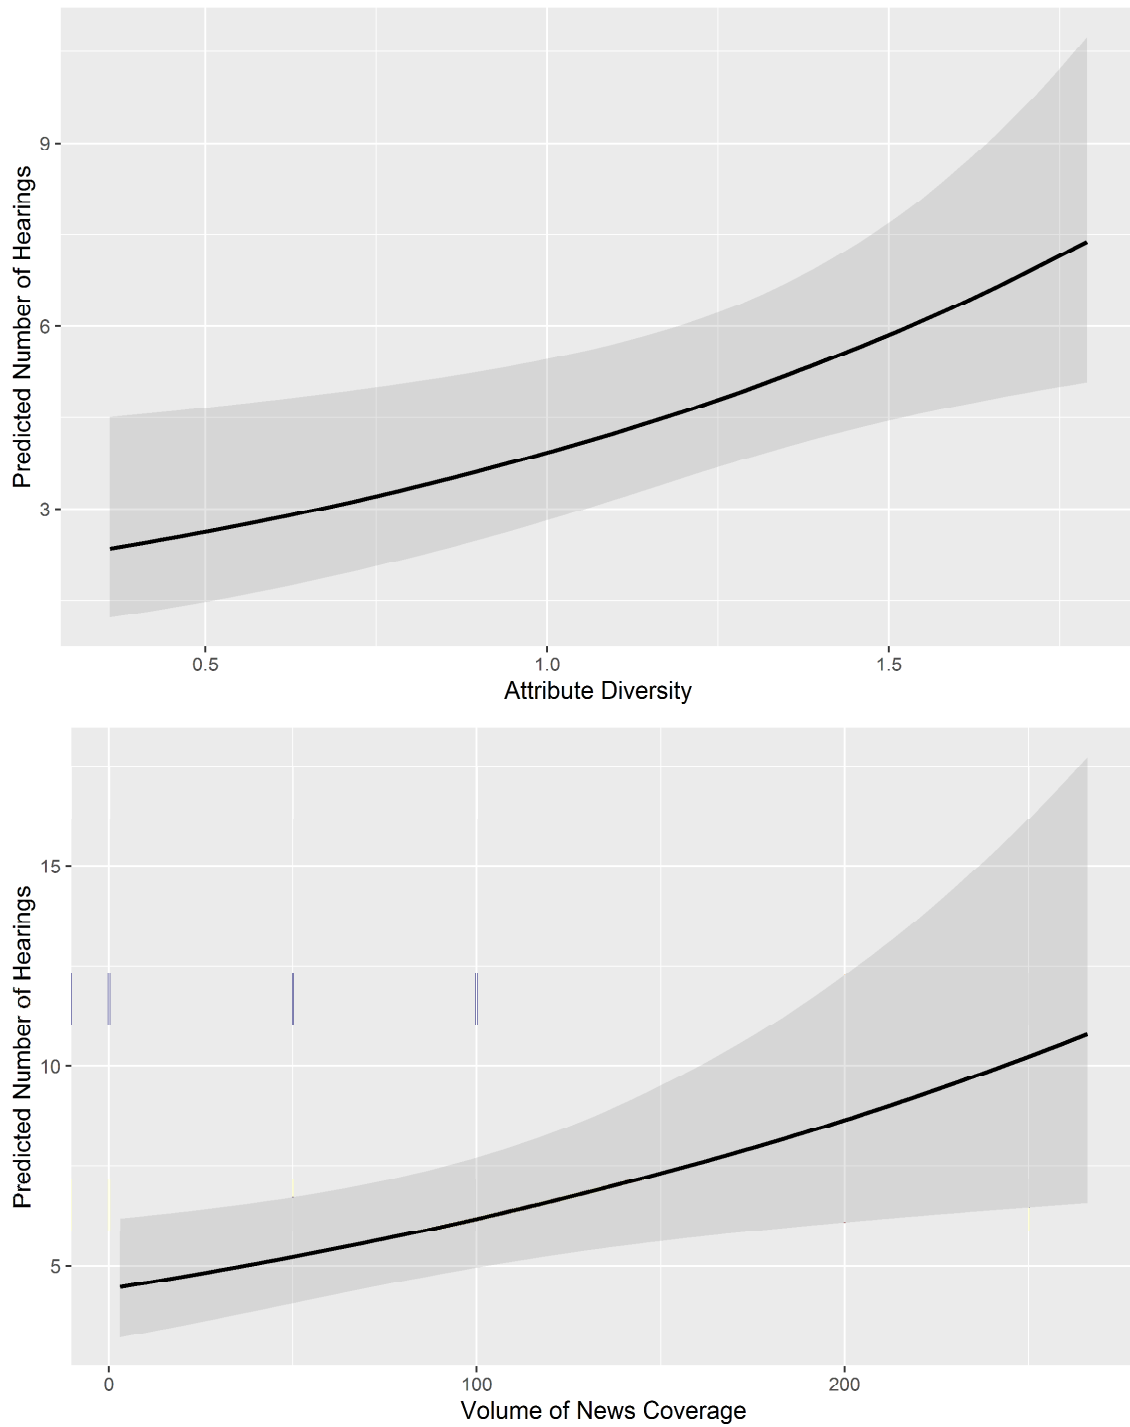 Predicted Number of Hearings
9
6
3
0.5 1.0 1.5
Attribute Diversity
Predicted Number of Hearings
15
10
5
0 100 200
Volume of News Coverage